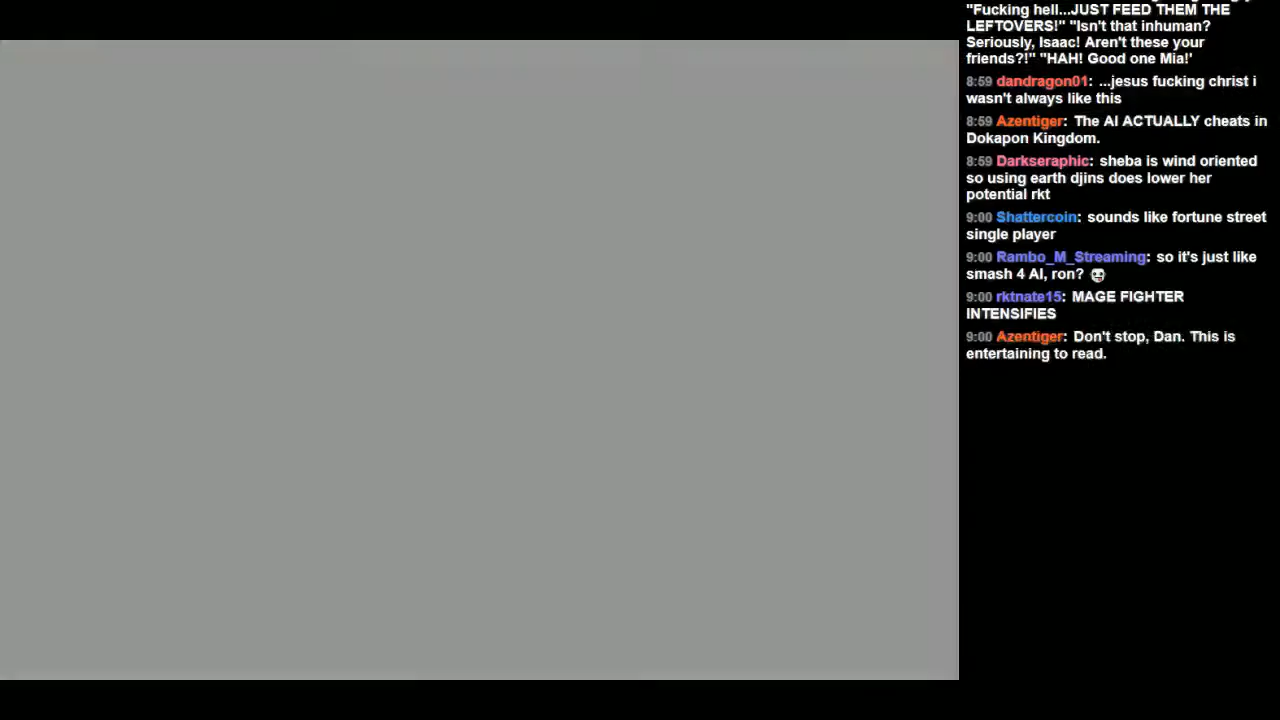 "Fucking hell...JUST FEED THEM THE
LEFTOVERS!" "Isn't that inhuman?
Seriously, Isaac! Aren't these your
friends?!" "HAH! Good one Mia!'
8:59 dandragon01: ...jesus fucking christ i
wasn't always like this
8:59 Azentiger: The AI ACTUALLY cheats in
Dokapon Kingdom.
8:59 Darkseraphic: sheba is wind oriented
so using earth djins does lower her
potential rkt
9:00 Shattercoin: sounds like fortune street
single player
9:00 Rambo_M_Streaming: so it's just like
smash 4 AI, ron?
9:00 rktnate15: MAGE FIGHTER
INTENSIFIES
9:00 Azentiger: Don't stop, Dan. This is
entertaining to read.